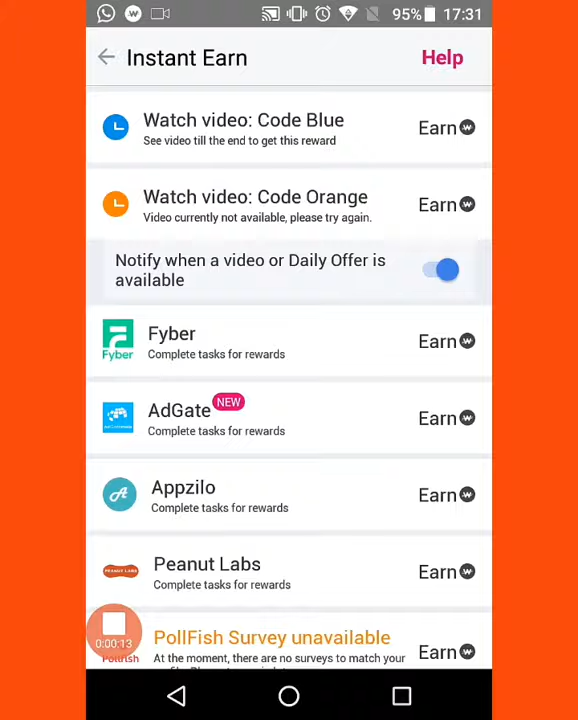 95% 17:31
Instant Earn Help
Watch video: Code Blue
See video till the end to get this reward
Earn
Watch video: Code Orange
Video currently not available, please try again.
Earn
Notify when a video or Daily Offer is
available
Fyber
Fyber
Complete tasks for rewards
Earn
AdGate NEW
Complete tasks for rewards
Earn
Appzilo
Complete tasks for rewards
Earn
PEANUT LABS
Peanut Labs
Complete tasks for rewards
Earn
0:00:13
Pollfish
PollFish Survey unavailable
At the moment, there are no surveys to match your
Earn